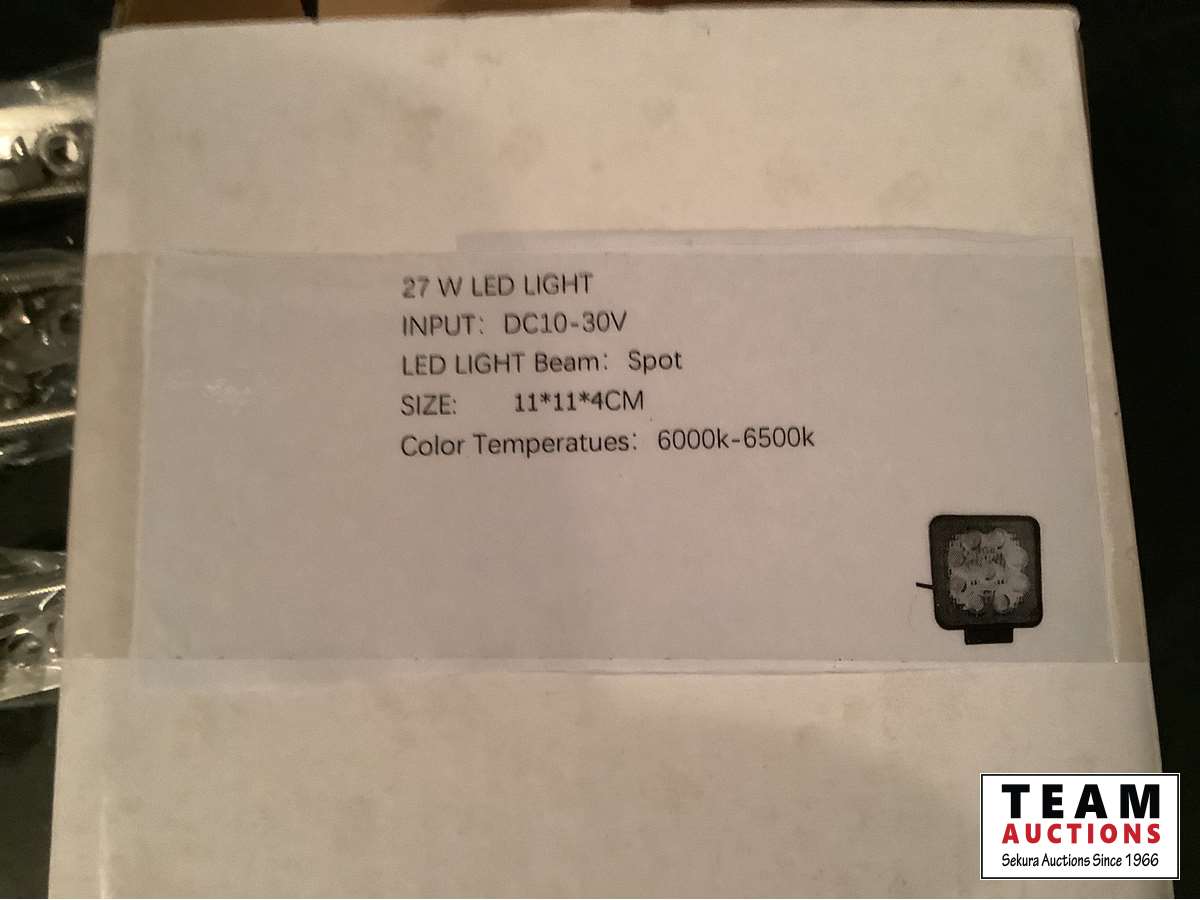 27 W LED LIGHT
INPUT: DC10-30V
LED LIGHT Beam: Spot
SIZE: 11*11*4CM
Color Temperatues: 6000k-6500k
TEAM
AUCTIONS
Sekura Auctions Since 1966